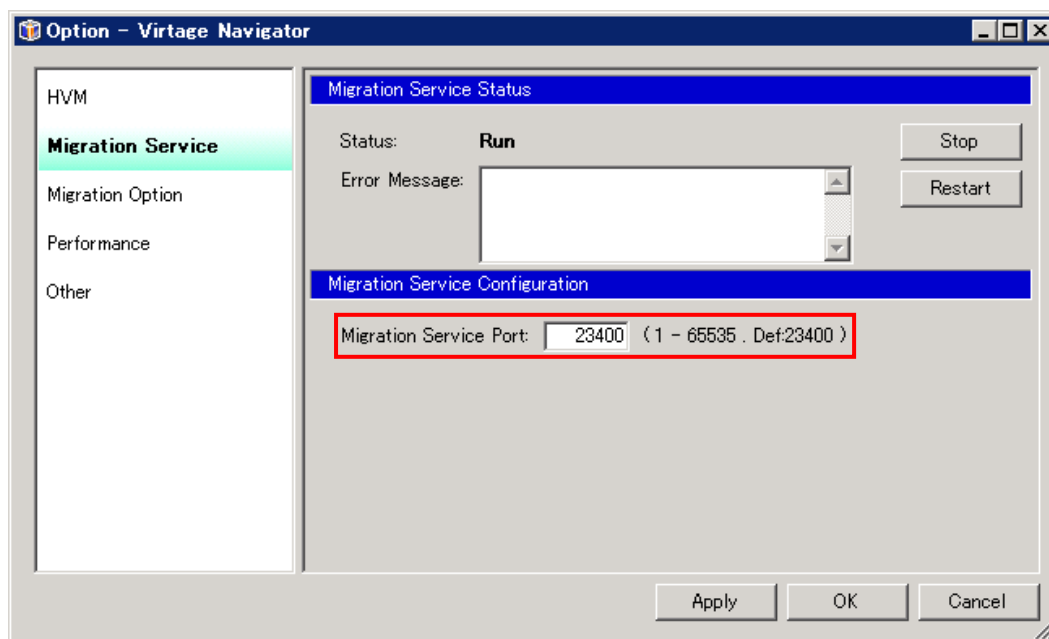 Option - Virtage Navigator
HVM
Migration Service
Migration Option
Performance
Other
Migration Service Status
Status: Run
Stop
Error Message:
Restart
Migration Service Configuration
Migration Service Port: 23400 ( 1 - 65535 . Def:23400 )
Apply OK Cancel